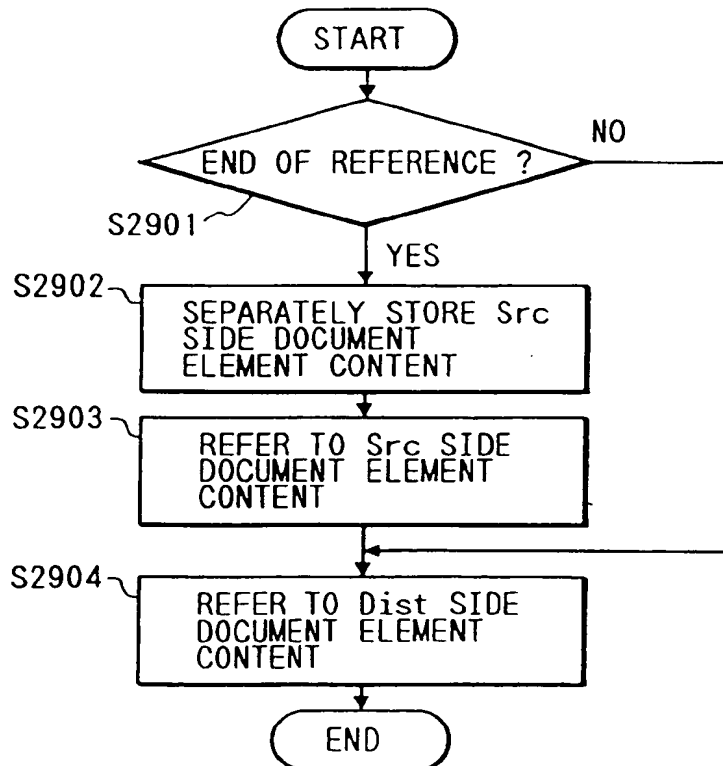 START
END OF REFERENCE ?
NO
S2901
YES
S2902
SEPARATELY STORE Src
SIDE DOCUMENT
ELEMENT CONTENT
S2903
REFER TO Src SIDE
DOCUMENT ELEMENT
CONTENT
S2904
REFER TO Dist SIDE
DOCUMENT ELEMENT
CONTENT
END